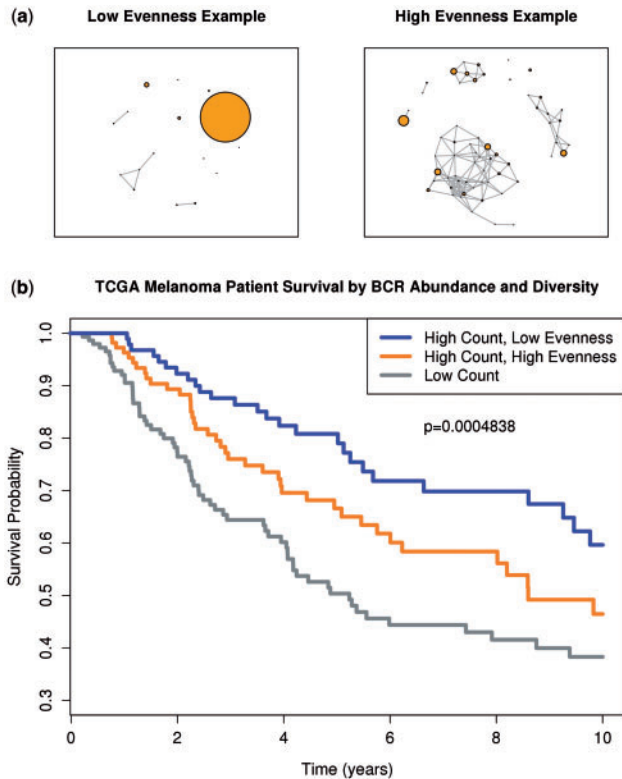 (a)
Low Evenness Example
High Evenness Example
(b)
TCGA Melanoma Patient Survival by BCR Abundance and Diversity
High Count, Low Evenness
High Count, High Evenness
Low Count
p=0.0004838
Survival Probability
1.0
0.9
0.8
0.7
0.6
0.5
0.4
0.3
0 2 4 6 8 10
Time (years)